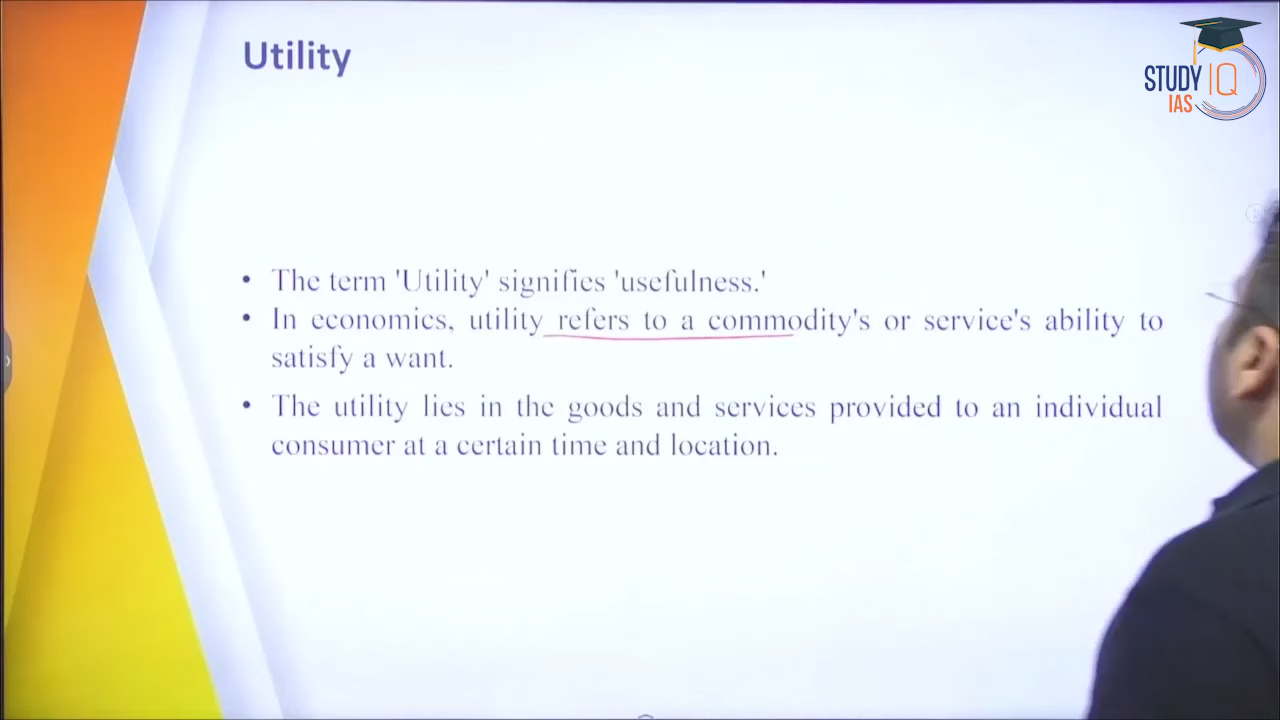 Utility
STUDY IQ
IAS
• The term 'Utility' signifies 'usefulness.'
• In economics, utility refers to a commodity's or service's ability to
satisfy a want.
• The utility lies in the goods and services provided to an individual
consumer at a certain time and location.